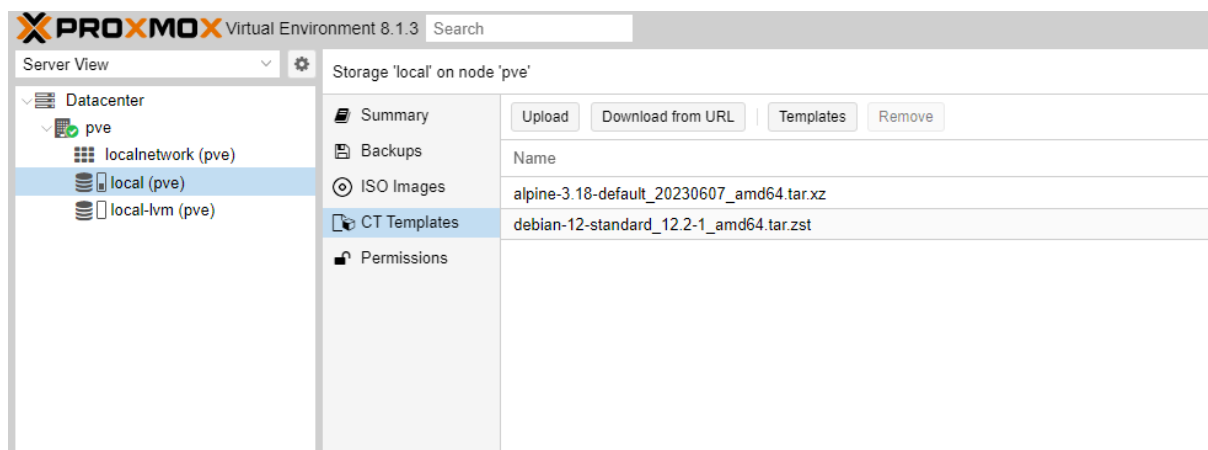 PROXMOX Virtual Environment 8.1.3 Search
Server View
Datacenter
pve
localnetwork (pve)
local (pve)
local-lvm (pve)
Storage 'local' on node 'pve'
Summary
Backups
ISO Images
CT Templates
Permissions
Upload Download from URL Templates Remove
Name
alpine-3.18-default_20230607_amd64.tar.xz
debian-12-standard_12.2-1_amd64.tar.zst